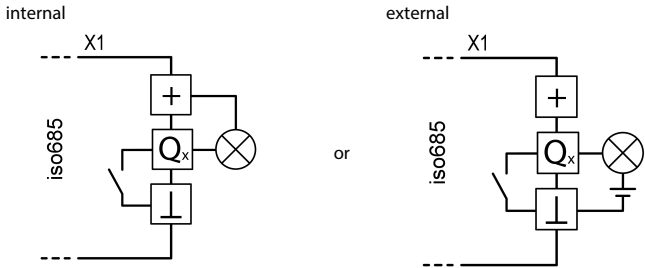 internal
external
X1
X1
+
+
iso685
Qx
or
iso685
Qx
⊥
⊥